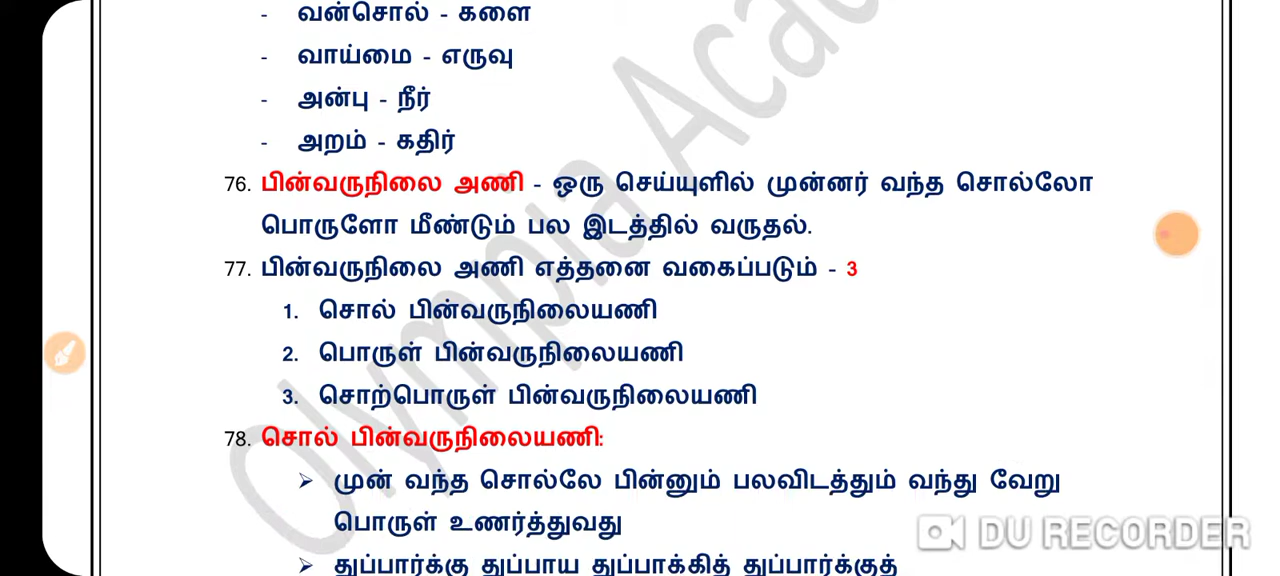 - வன்சொல் - களை
- வாய்மை - எருவு
- அன்பு - நீர்
- அறம் - கதிர்
76. பின்வருநிலை அணி - ஒரு செய்யுளில் முன்னர் வந்த சொல்லோ
பொருளோ மீண்டும் பல இடத்தில் வருதல்.
77. பின்வருநிலை அணி எத்தனை வகைப்படும் - 3
1. சொல் பின்வருநிலையணி
2. பொருள் பின்வருநிலையணி
3. சொற்பொருள் பின்வருநிலையணி
78. சொல் பின்வருநிலையணி:
➢ முன் வந்த சொல்லே பின்னும் பலவிடத்தும் வந்து வேறு
பொருள் உணர்த்துவது
➢ துப்பார்க்கு துப்பாய துப்பாக்கித் துப்பார்க்குத்
Olympia Aca
DU RECORDER